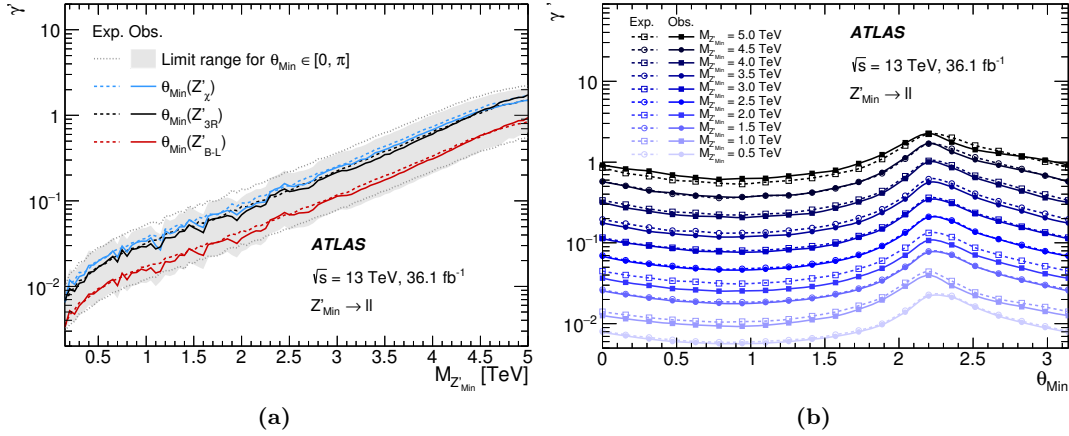 γ'
10
1
10⁻¹
10⁻²
Exp. Obs.
Limit range for θ_Min ∈ [0, π]
θ_Min(Z'_χ)
θ_Min(Z'_3R)
θ_Min(Z'_B-L)
ATLAS
√s = 13 TeV, 36.1 fb⁻¹
Z'_Min → ll
0.5 1 1.5 2 2.5 3 3.5 4 4.5 5
M_Z'_Min [TeV]
(a)
γ'
10
1
10⁻¹
10⁻²
Exp. Obs.
M_Z'_Min = 5.0 TeV
M_Z'_Min = 4.5 TeV
M_Z'_Min = 4.0 TeV
M_Z'_Min = 3.5 TeV
M_Z'_Min = 3.0 TeV
M_Z'_Min = 2.5 TeV
M_Z'_Min = 2.0 TeV
M_Z'_Min = 1.5 TeV
M_Z'_Min = 1.0 TeV
M_Z'_Min = 0.5 TeV
ATLAS
√s = 13 TeV, 36.1 fb⁻¹
Z'_Min → ll
0 0.5 1 1.5 2 2.5 3
θ_Min
(b)